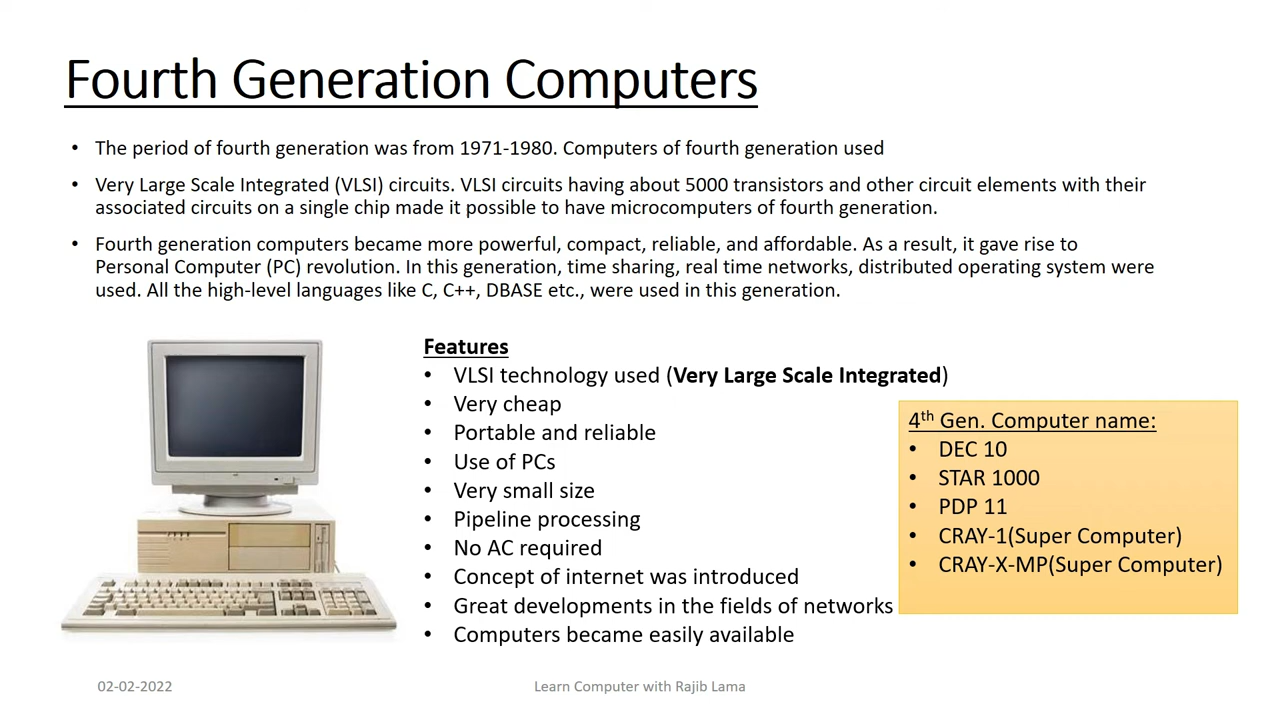 Fourth Generation Computers
• The period of fourth generation was from 1971-1980. Computers of fourth generation used
• Very Large Scale Integrated (VLSI) circuits. VLSI circuits having about 5000 transistors and other circuit elements with their
associated circuits on a single chip made it possible to have microcomputers of fourth generation.
• Fourth generation computers became more powerful, compact, reliable, and affordable. As a result, it gave rise to
Personal Computer (PC) revolution. In this generation, time sharing, real time networks, distributed operating system were
used. All the high-level languages like C, C++, DBASE etc., were used in this generation.
Features
• VLSI technology used (Very Large Scale Integrated)
• Very cheap
• Portable and reliable
• Use of PCs
• Very small size
• Pipeline processing
• No AC required
• Concept of internet was introduced
• Great developments in the fields of networks
• Computers became easily available
4th Gen. Computer name:
• DEC 10
• STAR 1000
• PDP 11
• CRAY-1(Super Computer)
• CRAY-X-MP(Super Computer)
02-02-2022
Learn Computer with Rajib Lama